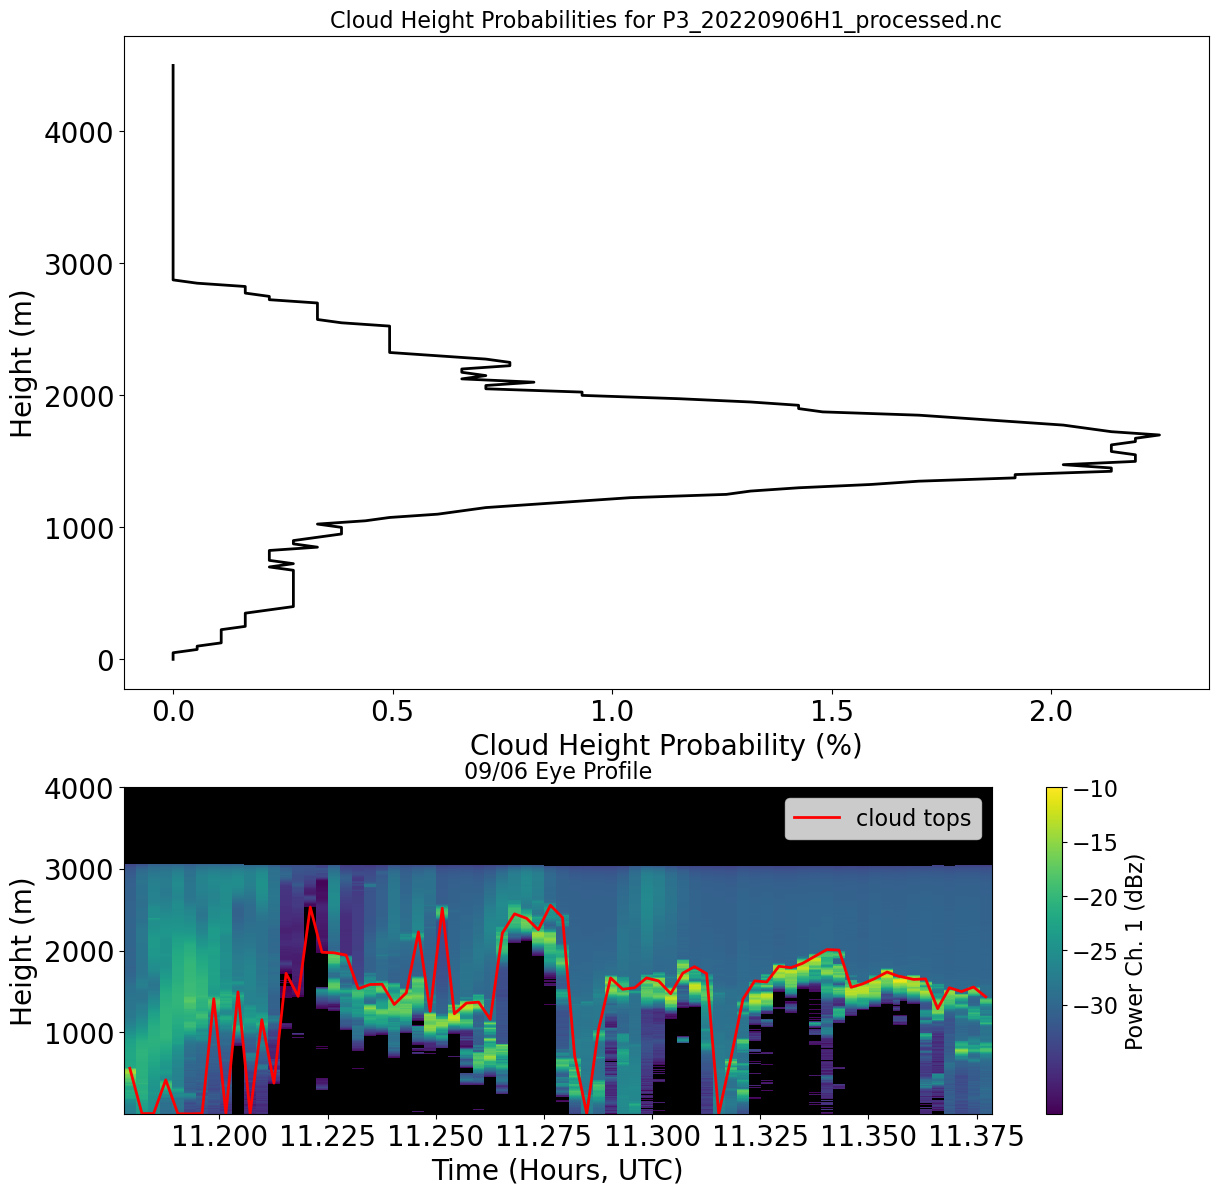 Cloud Height Probabilities for P3_20220906H1_processed.nc
4000
3000
2000
1000
0
Height (m)
0.0 0.5 1.0 1.5 2.0
Cloud Height Probability (%)
09/06 Eye Profile
4000
3000
2000
1000
Height (m)
cloud tops
−10
−15
−20
−25
−30
Power Ch. 1 (dBz)
11.200 11.225 11.250 11.275 11.300 11.325 11.350 11.375
Time (Hours, UTC)